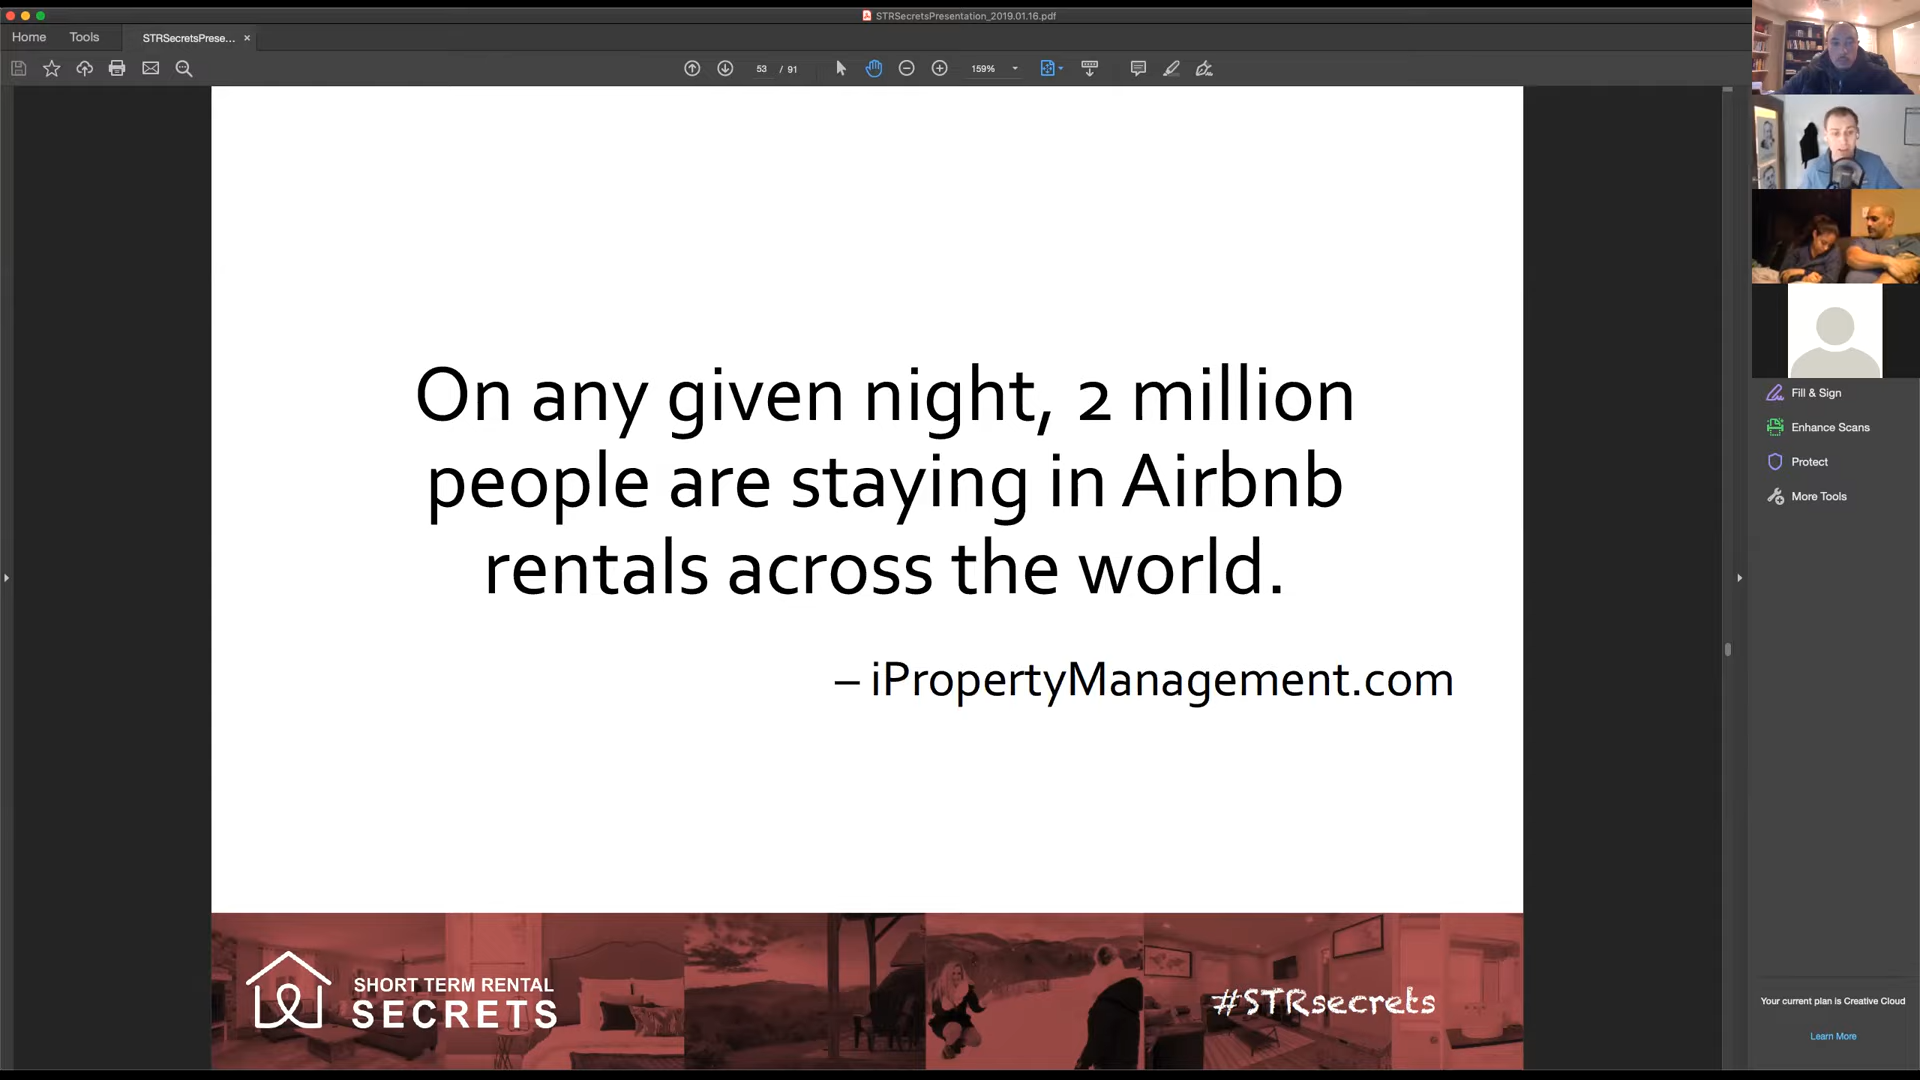 STRSecretsPresentation_2019.01.16.pdf
Home Tools STRSecretsPrese... ×
53 / 91 159%
On any given night, 2 million
people are staying in Airbnb
rentals across the world.
– iPropertyManagement.com
SHORT TERM RENTAL
SECRETS
#STRsecrets
Fill & Sign
Enhance Scans
Protect
More Tools
Your current plan is Creative Cloud
Learn More